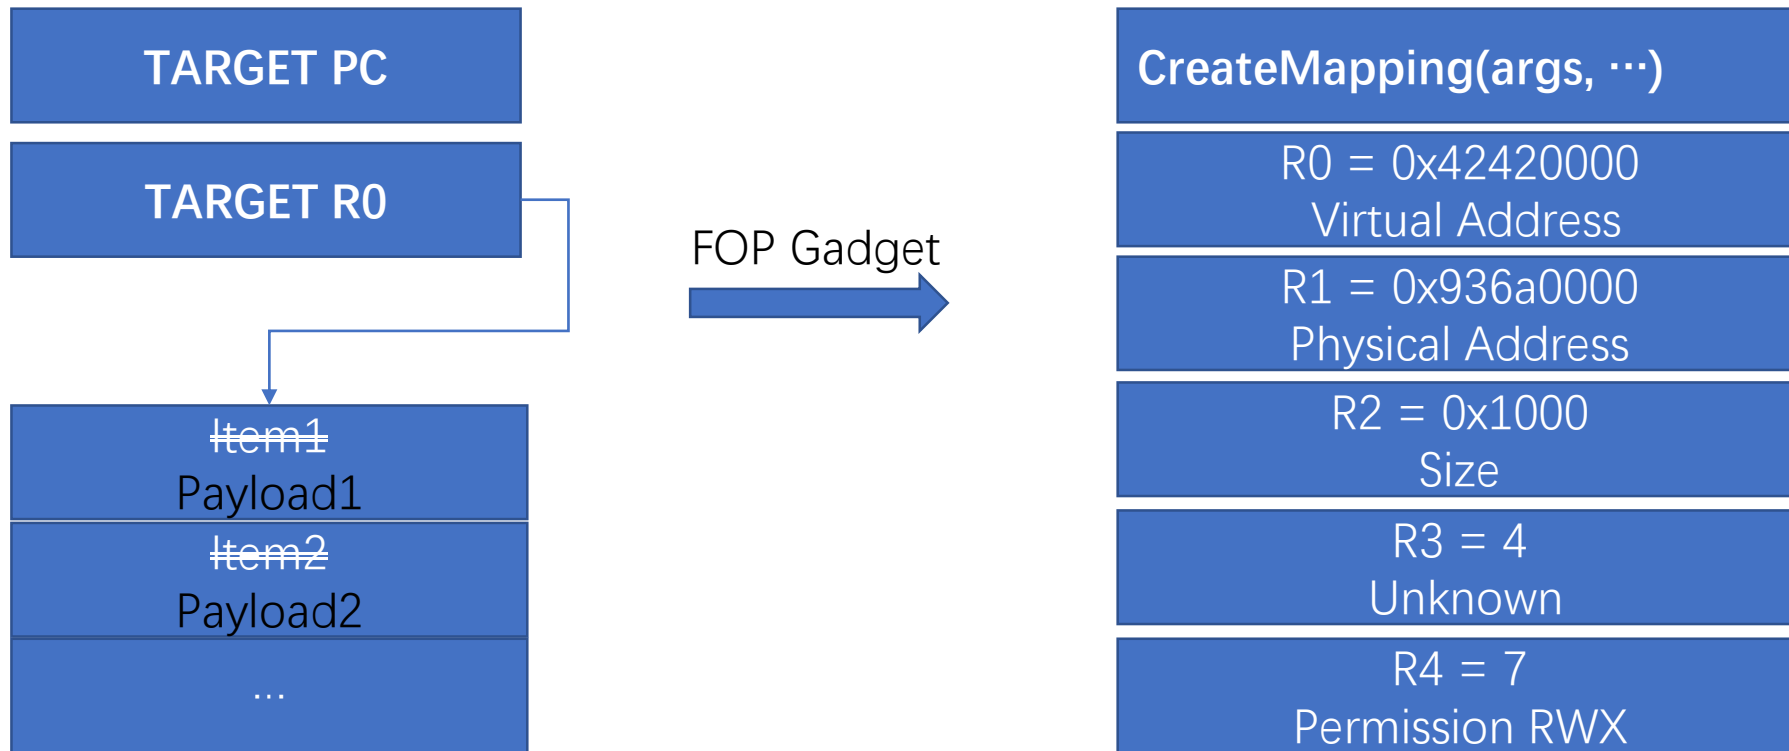 TARGET PC
TARGET R0
Item1
Payload1
Item2
Payload2
...
FOP Gadget
CreateMapping(args, ···)
R0 = 0x42420000
Virtual Address
R1 = 0x936a0000
Physical Address
R2 = 0x1000
Size
R3 = 4
Unknown
R4 = 7
Permission RWX